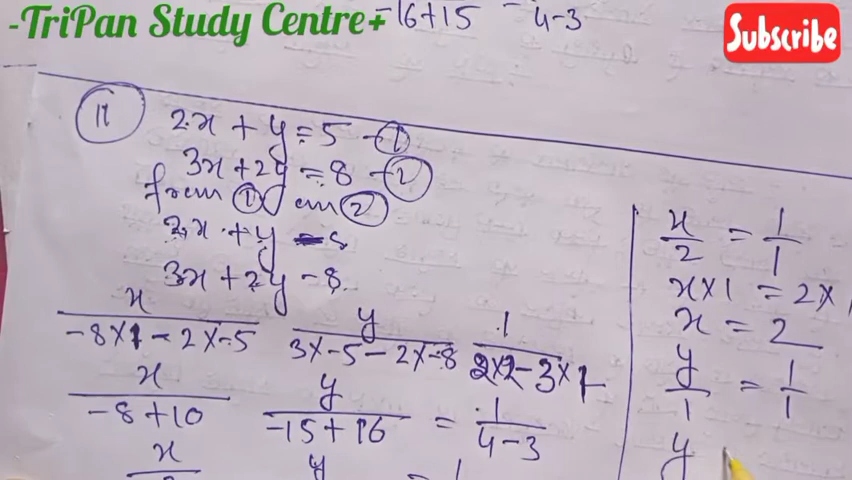 -TriPan Study Centre+
-16+15 4-3
Subscribe
11
2x + y = 5 - 1
3x + 2y = 8 - 2
from 1 2
2x + y - 5
3x + 2y - 8
x / -8×1 - 2×-5 y / 3×-5 - 2×-8 1 / 2×2 - 3×1
x / -8+10 y / -15+16 = 1 / 4-3
x y = 1
x / 2 = 1 / 1
x×1 = 2×
x = 2
y / 1 = 1 / 1
y